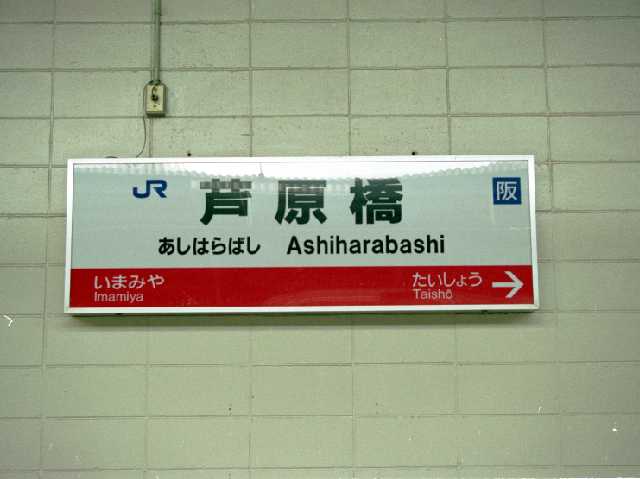 JR 芦原橋 阪
あしはらばし Ashiharabashi
いまみや たいしょう
Imamiya Taishō